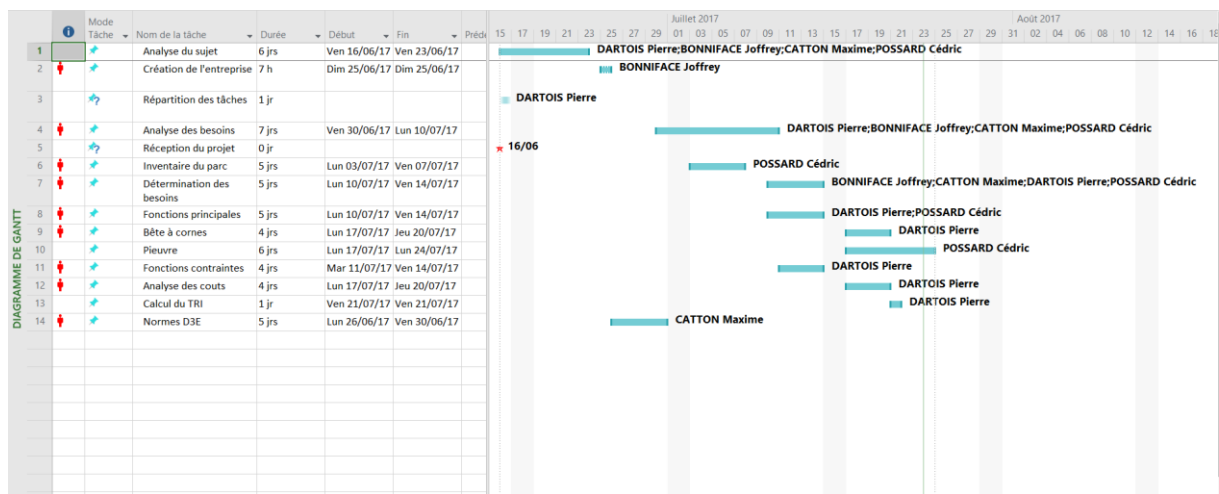 Juillet 2017 Août 2017
Mode
Tâche Nom de la tâche Durée Début Fin Préde 15 17 19 21 23 25 27 29 01 03 05 07 09 11 13 15 17 19 21 23 25 27 29 31 02 04 06 08 10 12 14 16 18
1 Analyse du sujet 6 jrs Ven 16/06/17 Ven 23/06/17 DARTOIS Pierre;BONNIFACE Joffrey;CATTON Maxime;POSSARD Cédric
2 Création de l'entreprise 7 h Dim 25/06/17 Dim 25/06/17 BONNIFACE Joffrey
3 Répartition des tâches 1 jr DARTOIS Pierre
4 Analyse des besoins 7 jrs Ven 30/06/17 Lun 10/07/17 DARTOIS Pierre;BONNIFACE Joffrey;CATTON Maxime;POSSARD Cédric
5 Réception du projet 0 jr 16/06
6 Inventaire du parc 5 jrs Lun 03/07/17 Ven 07/07/17 POSSARD Cédric
7 Détermination des 5 jrs Lun 10/07/17 Ven 14/07/17 BONNIFACE Joffrey;CATTON Maxime;DARTOIS Pierre;POSSARD Cédric
besoins
8 Fonctions principales 5 jrs Lun 10/07/17 Ven 14/07/17 DARTOIS Pierre;POSSARD Cédric
9 Bête à cornes 4 jrs Lun 17/07/17 Jeu 20/07/17 DARTOIS Pierre
10 Pieuvre 6 jrs Lun 17/07/17 Lun 24/07/17 POSSARD Cédric
11 Fonctions contraintes 4 jrs Mar 11/07/17 Ven 14/07/17 DARTOIS Pierre
12 Analyse des couts 4 jrs Lun 17/07/17 Jeu 20/07/17 DARTOIS Pierre
13 Calcul du TRI 1 jr Ven 21/07/17 Ven 21/07/17 DARTOIS Pierre
14 Normes D3E 5 jrs Lun 26/06/17 Ven 30/06/17 CATTON Maxime
DIAGRAMME DE GANTT